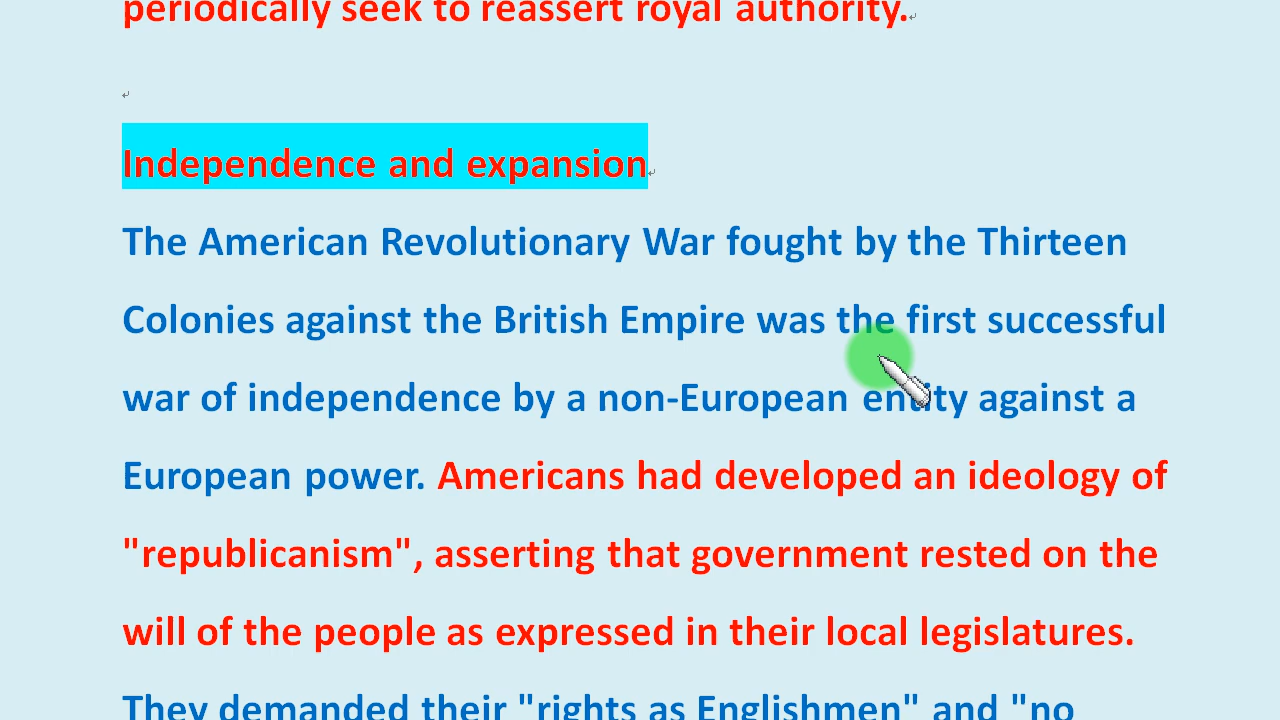 periodically seek to reassert royal authority.
Independence and expansion
The American Revolutionary War fought by the Thirteen
Colonies against the British Empire was the first successful
war of independence by a non-European entity against a
European power. Americans had developed an ideology of
"republicanism", asserting that government rested on the
will of the people as expressed in their local legislatures.
They demanded their "rights as Englishmen" and "no